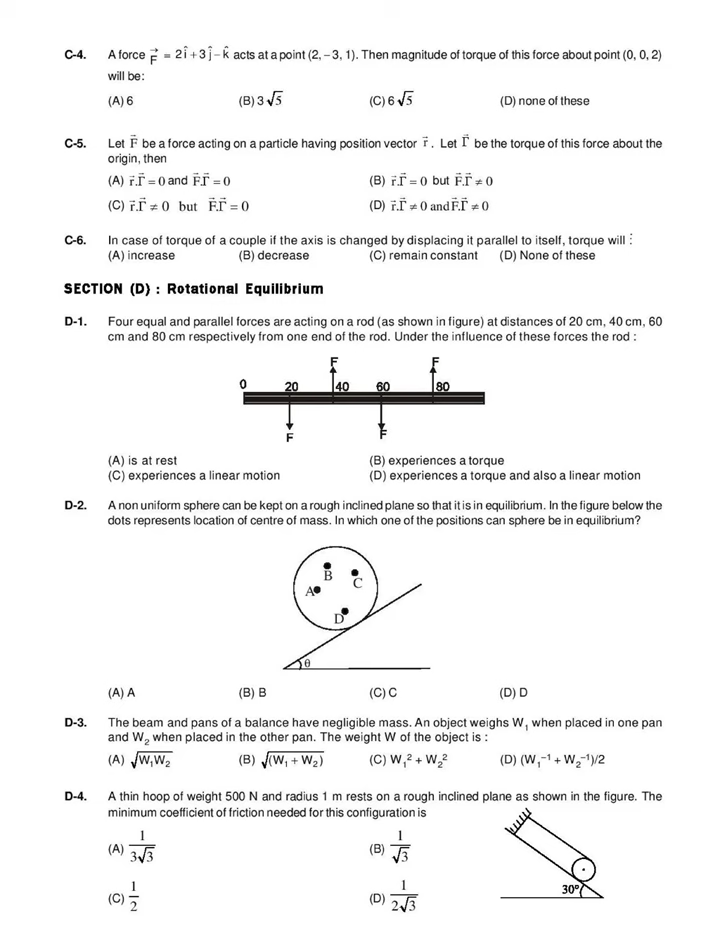 C-4. A force F⃗ = 2î + 3ĵ – k̂ acts at a point (2, – 3, 1). Then magnitude of torque of this force about point (0, 0, 2)
will be:
(A) 6 (B) 3√5 (C) 6√5 (D) none of these
C-5. Let F⃗ be a force acting on a particle having position vector r⃗ . Let Γ⃗ be the torque of this force about the
origin, then
(A) r⃗.Γ⃗ = 0 and F⃗.Γ⃗ = 0 (B) r⃗.Γ⃗ = 0 but F⃗.Γ⃗ ≠ 0
(C) r⃗.Γ⃗ ≠ 0 but F⃗.Γ⃗ = 0 (D) r⃗.Γ⃗ ≠ 0 and F⃗.Γ⃗ ≠ 0
C-6. In case of torque of a couple if the axis is changed by displacing it parallel to itself, torque will :
(A) increase (B) decrease (C) remain constant (D) None of these
SECTION (D) : Rotational Equilibrium
D-1. Four equal and parallel forces are acting on a rod (as shown in figure) at distances of 20 cm, 40 cm, 60
cm and 80 cm respectively from one end of the rod. Under the influence of these forces the rod :
F F
0 20 40 60 80
F F
(A) is at rest (B) experiences a torque
(C) experiences a linear motion (D) experiences a torque and also a linear motion
D-2. A non uniform sphere can be kept on a rough inclined plane so that it is in equilibrium. In the figure below the
dots represents location of centre of mass. In which one of the positions can sphere be in equilibrium?
B
C
A
D
θ
(A) A (B) B (C) C (D) D
D-3. The beam and pans of a balance have negligible mass. An object weighs W₁ when placed in one pan
and W₂ when placed in the other pan. The weight W of the object is :
(A) √(W₁W₂) (B) √(W₁ + W₂) (C) W₁² + W₂² (D) (W₁⁻¹ + W₂⁻¹)/2
D-4. A thin hoop of weight 500 N and radius 1 m rests on a rough inclined plane as shown in the figure. The
minimum coefficient of friction needed for this configuration is
(A) 1/(3√3) (B) 1/√3
(C) 1/2 (D) 1/(2√3)
30°